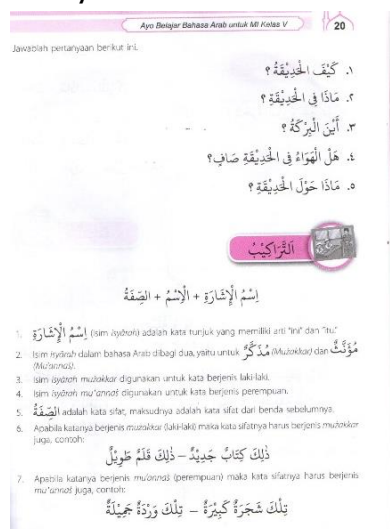 Ayo Belajar Bahasa Arab untuk MI Kelas V
20
Jawablah pertanyaan berikut ini.
١. كَيْفَ الْحَدِيْقَةُ ؟
٢. مَاذَا فِي الْحَدِيْقَةِ ؟
٣. أَيْنَ الْبِرْكَةُ ؟
٤. هَلِ الْهَوَاءُ فِي الْحَدِيْقَةِ صَافٍ؟
٥. مَاذَا حَوْلَ الْحَدِيْقَةِ ؟
اَلتَّرَاكِيْبُ
اِسْمُ الْإِشَارَةِ + الْاِسْمُ + الصِّفَةُ
1. اِسْمُ الْإِشَارَةِ (isim isyārah) adalah kata tunjuk yang memiliki arti "ini" dan "itu."
2. Isim isyārah dalam bahasa Arab dibagi dua, yaitu untuk مُذَكَّرٌ (Mużakkar) dan مُؤَنَّثٌ
(Mu'annaś).
3. Isim isyārah mużakkar digunakan untuk kata berjenis laki-laki.
4. Isim isyārah mu'annaś digunakan untuk kata berjenis perempuan.
5. اَلصِّفَةُ adalah kata sifat, maksudnya adalah kata sifat dari benda sebelumnya.
6. Apabila katanya berjenis mużakkar (laki-laki) maka kata sifatnya harus berjenis mużakkar
juga, contoh:
ذٰلِكَ كِتَابٌ جَدِيْدٌ – ذٰلِكَ قَلَمٌ طَوِيْلٌ
7. Apabila katanya berjenis mu'annaś (perempuan) maka kata sifatnya harus berjenis
mu'annaś juga, contoh:
تِلْكَ شَجَرَةٌ كَبِيْرَةٌ – تِلْكَ وَرْدَةٌ جَمِيْلَةٌ